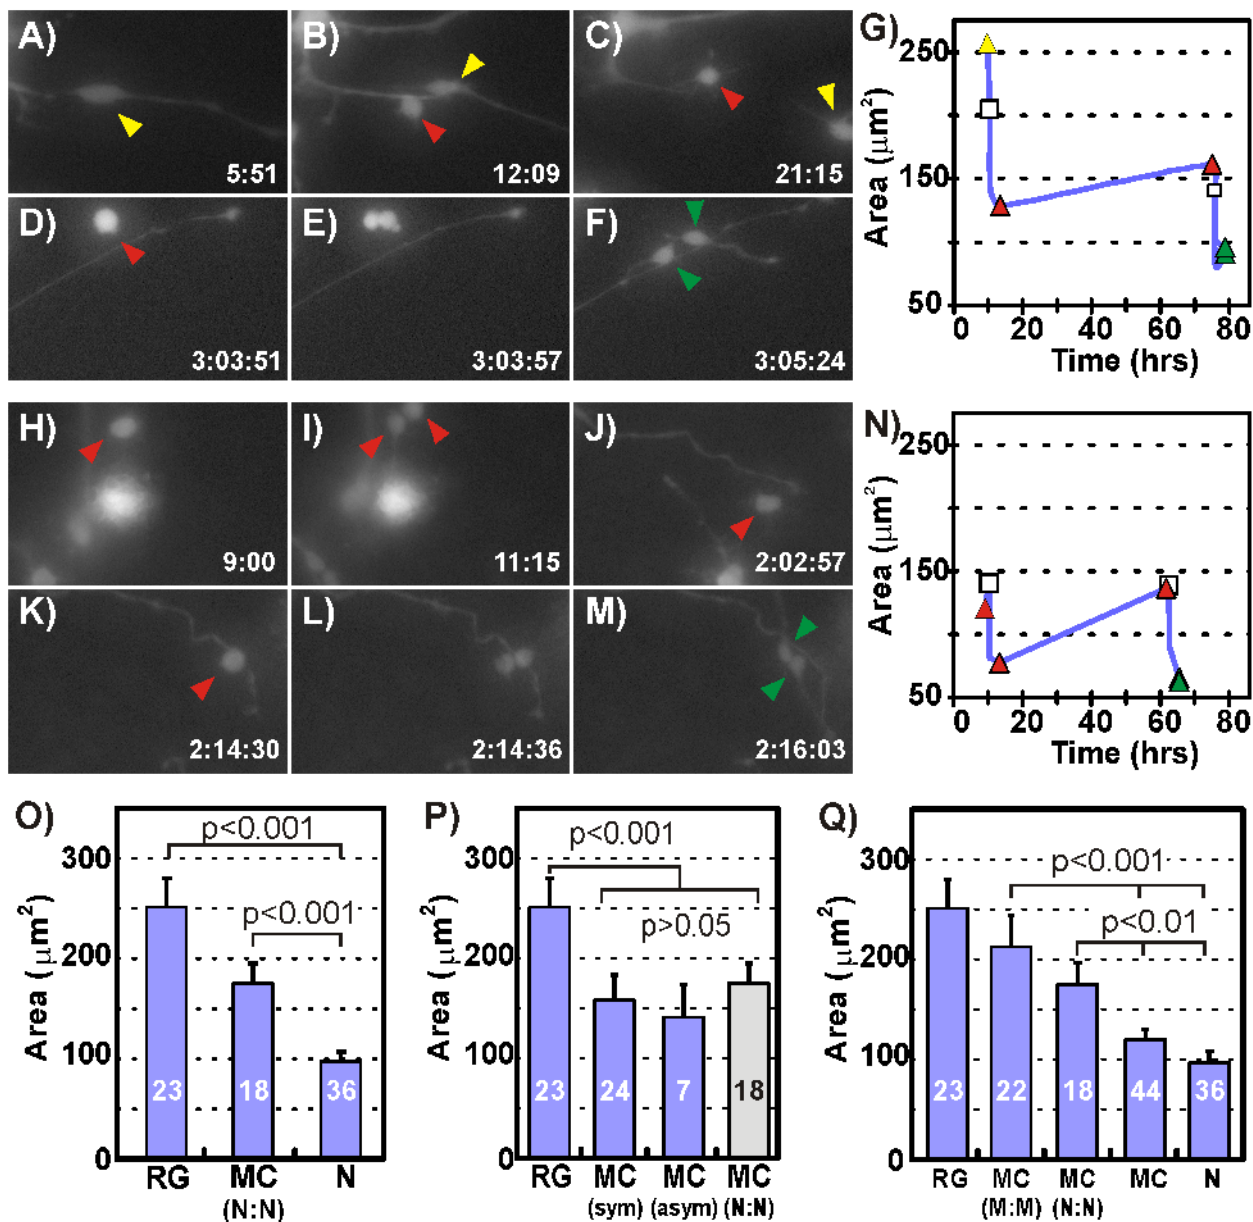 A) B) C) G)
5:51 12:09 21:15
D) E) F)
3:03:51 3:03:57 3:05:24
250
150
50
Area (μm²)
0 20 40 60 80
Time (hrs)
H) I) J) N)
9:00 11:15 2:02:57
K) L) M)
2:14:30 2:14:36 2:16:03
250
150
50
Area (μm²)
0 20 40 60 80
Time (hrs)
O)
p<0.001
p<0.001
300
200
100
0
Area (μm²)
23 18 36
RG MC N
(N:N)
P)
p<0.001
p>0.05
300
200
100
0
Area (μm²)
23 24 7 18
RG MC MC MC
(sym) (asym) (N:N)
Q)
p<0.001
p<0.01
300
200
100
0
Area (μm²)
23 22 18 44 36
RG MC MC MC N
(M:M) (N:N)